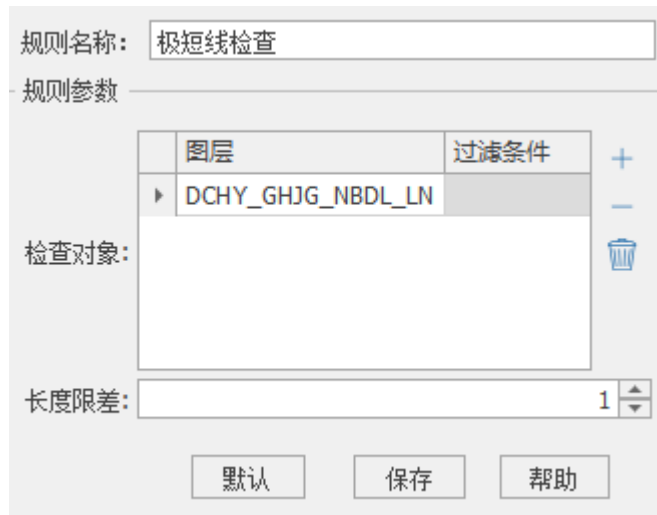 规则名称: 极短线检查
规则参数
图层 过滤条件
DCHY_GHJG_NBDL_LN
检查对象:
长度限差: 1
默认 保存 帮助